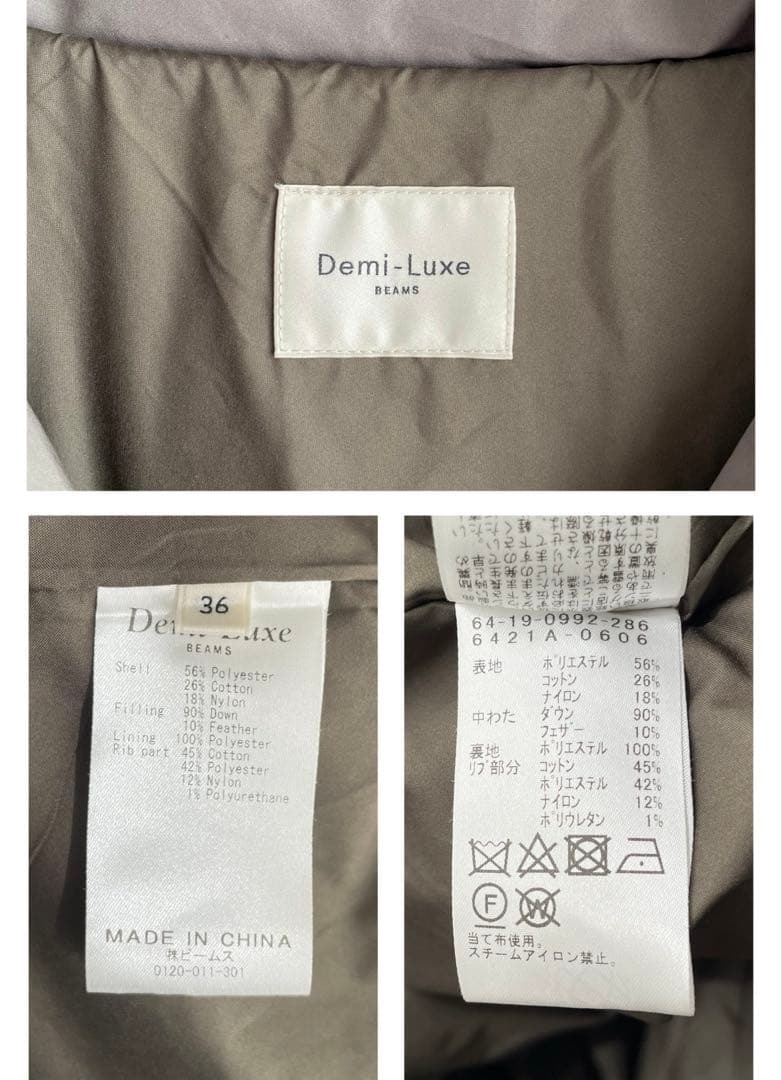 Demi-Luxe
BEAMS
36
Demi-Luxe
BEAMS
Shell 56% Polyester
26% Cotton
18% Nylon
Filling 90% Down
10% Feather
Lining 100% Polyester
Rib part 45% Cotton
42% Polyester
12% Nylon
1% Polyurethane
MADE IN CHINA
㈱ビームス
0120-011-301
64-19-0992-286
6421A-0606
表地 ポリエステル 56%
コットン 26%
ナイロン 18%
中わた ダウン 90%
フェザー 10%
裏地 ポリエステル 100%
リブ部分 コットン 45%
ポリエステル 42%
ナイロン 12%
ポリウレタン 1%
F W
当て布使用。
スチームアイロン禁止。